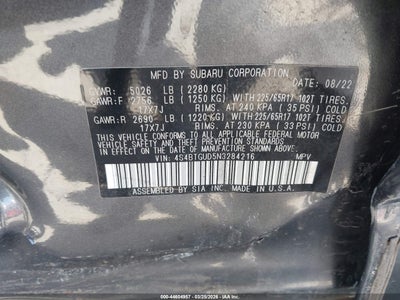 MFD. BY SUBARU CORPORATION 08/22
GVWR: 5026 LB ( 2280 KG)
GAWR:F 2756 LB ( 1250 KG) WITH 225/65R17 102T TIRES.
17X7J RIMS. AT 240 KPA ( 35 PSI) COLD
GAWR:R 2690 LB ( 1220 KG) WITH 225/65R17 102T TIRES.
17X7J RIMS. AT 230 KPA ( 33 PSI) COLD
THIS VEHICLE CONFORMS TO ALL APPLICABLE FEDERAL MOTOR
VEHICLE SAFETY, BUMPER, AND THEFT PREVENTION STANDARDS
IN EFFECT ON THE DATE OF MANUFACTURE SHOWN ABOVE.
VIN: 4S4BTGUD5N3284216 MPV
ASSEMBLED BY SIA INC. MADE IN U.S.A.